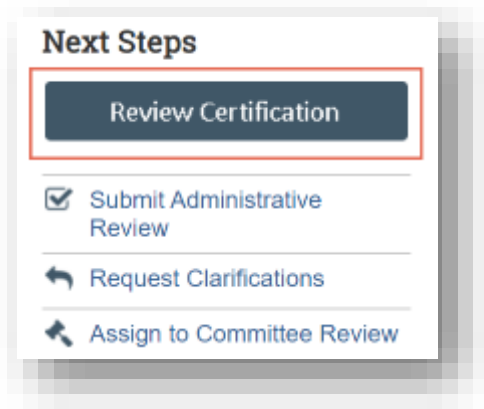 Next Steps
Review Certification
Submit Administrative
Review
Request Clarifications
Assign to Committee Review